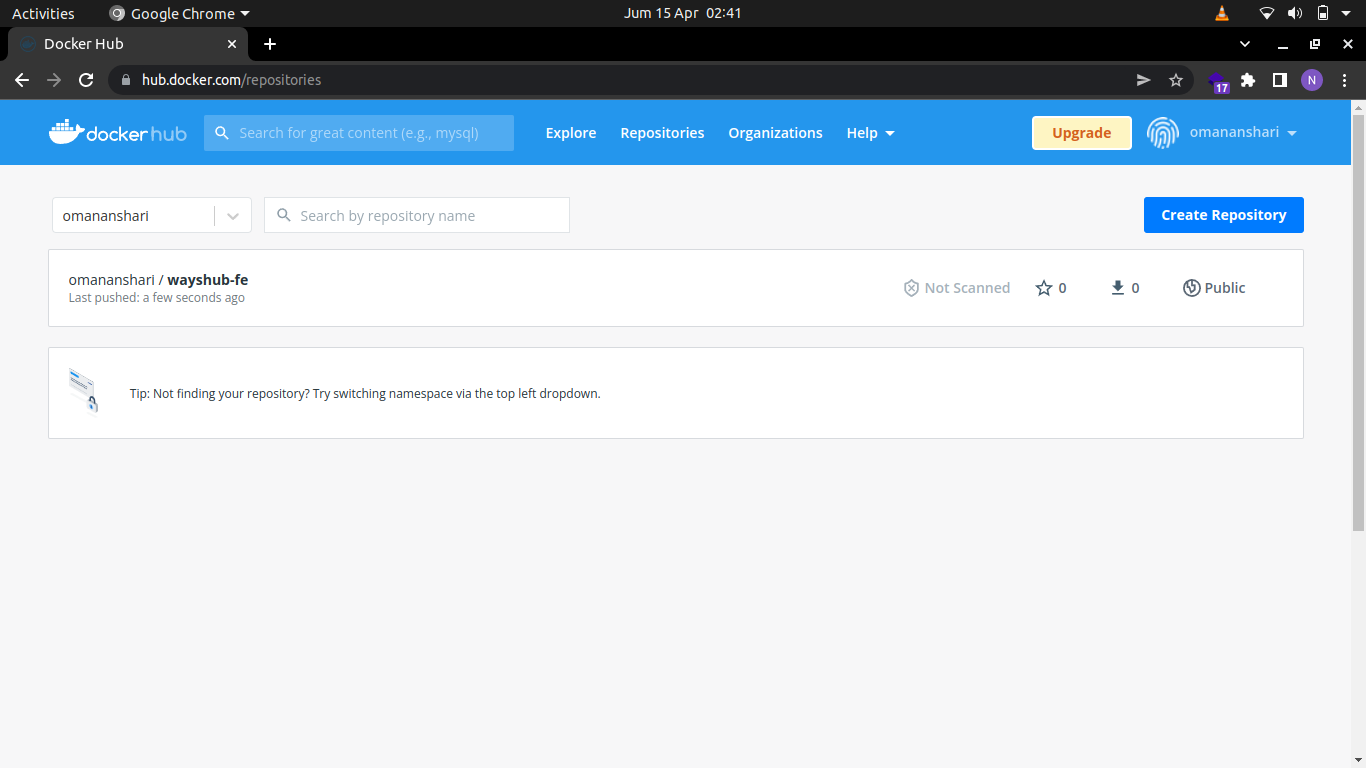 Activities Google Chrome Jum 15 Apr 02:41
Docker Hub
hub.docker.com/repositories 17 N
docker hub Search for great content (e.g., mysql) Explore Repositories Organizations Help Upgrade omananshari
omananshari Search by repository name Create Repository
omananshari / wayshub-fe
Last pushed: a few seconds ago
Not Scanned 0 0 Public
Tip: Not finding your repository? Try switching namespace via the top left dropdown.